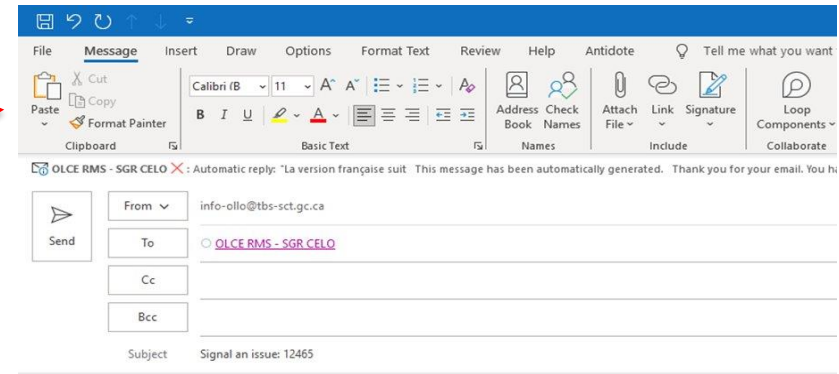 File Message Insert Draw Options Format Text Review Help Antidote Tell me what you want
Paste
Cut
Copy
Format Painter
Clipboard
Calibri (B 11 A A
B I U A
Basic Text
Address Book
Check Names
Names
Attach File
Link
Signature
Include
Loop Components
Collaborate
OLCE RMS - SGR CELO : Automatic reply: "La version française suit This message has been automatically generated. Thank you for your email. You ha
Send
From info-ollo@tbs-sct.gc.ca
To OLCE RMS - SGR CELO
Cc
Bcc
Subject Signal an issue: 12465